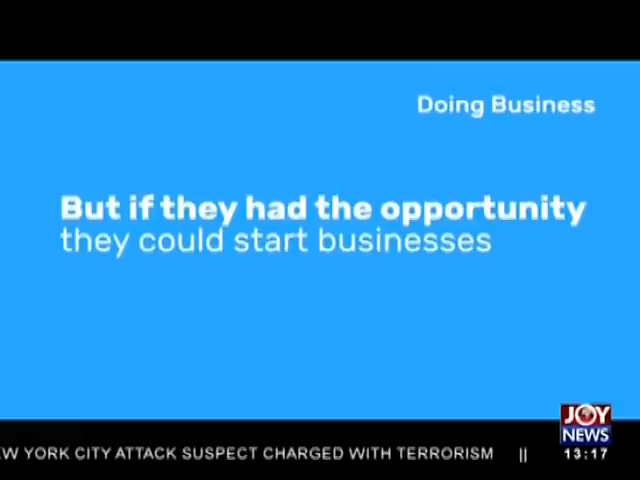 Doing Business
But if they had the opportunity
they could start businesses
JOY
NEWS
EW YORK CITY ATTACK SUSPECT CHARGED WITH TERRORISM ||
13:17